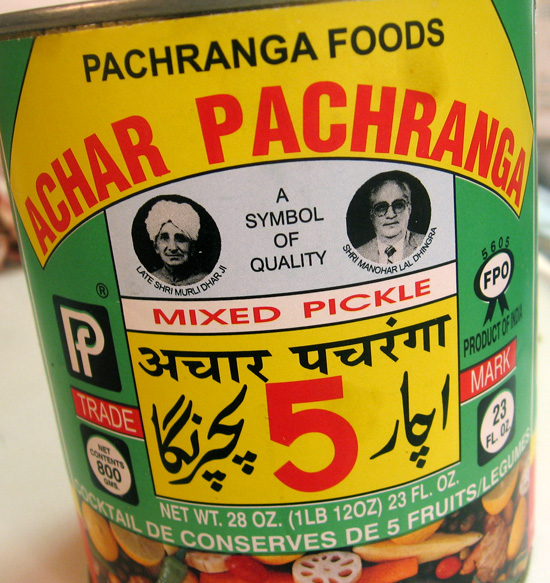 PACHRANGA FOODS
ACHAR PACHRANGA
A
SYMBOL
OF
QUALITY
LATE SHRI MURLI DHAR JI
SHRI MANOHAR LAL DHINGRA
MIXED PICKLE
अचार पचरंगा
اچار
5
پچرنگا
®
P
TRADE
NET
CONTENTS
800
GMS.
5605
FPO
PRODUCT OF INDIA
MARK
23
FL. OZ.
NET WT. 28 OZ. (1LB 12OZ) 23 FL. OZ.
COCKTAIL DE CONSERVES DE 5 FRUITS/LEGUMES